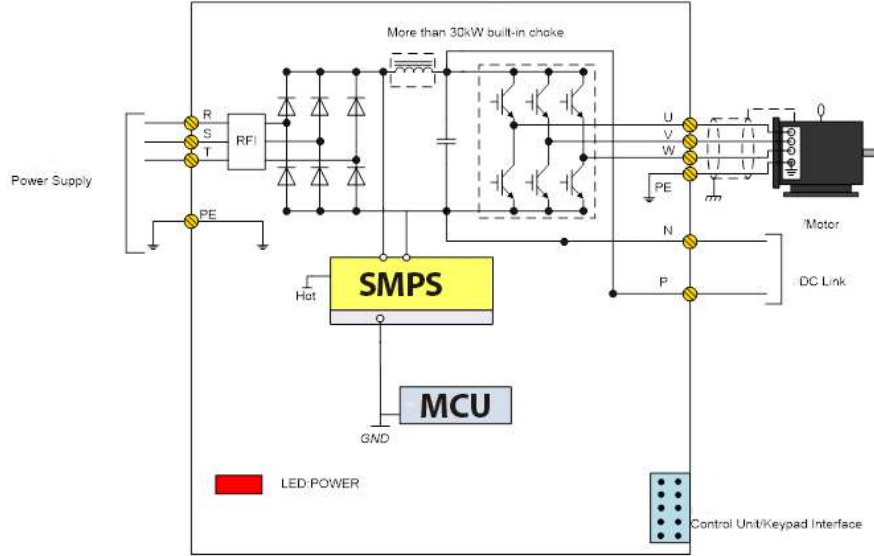 More than 30kW built-in choke
R
S
T
RFI
U
V
W
PE
Power Supply
PE
N
P
/Motor
: DC Link
Hot
SMPS
MCU
GND
LED:POWER
Control Unit/Keypad Interface